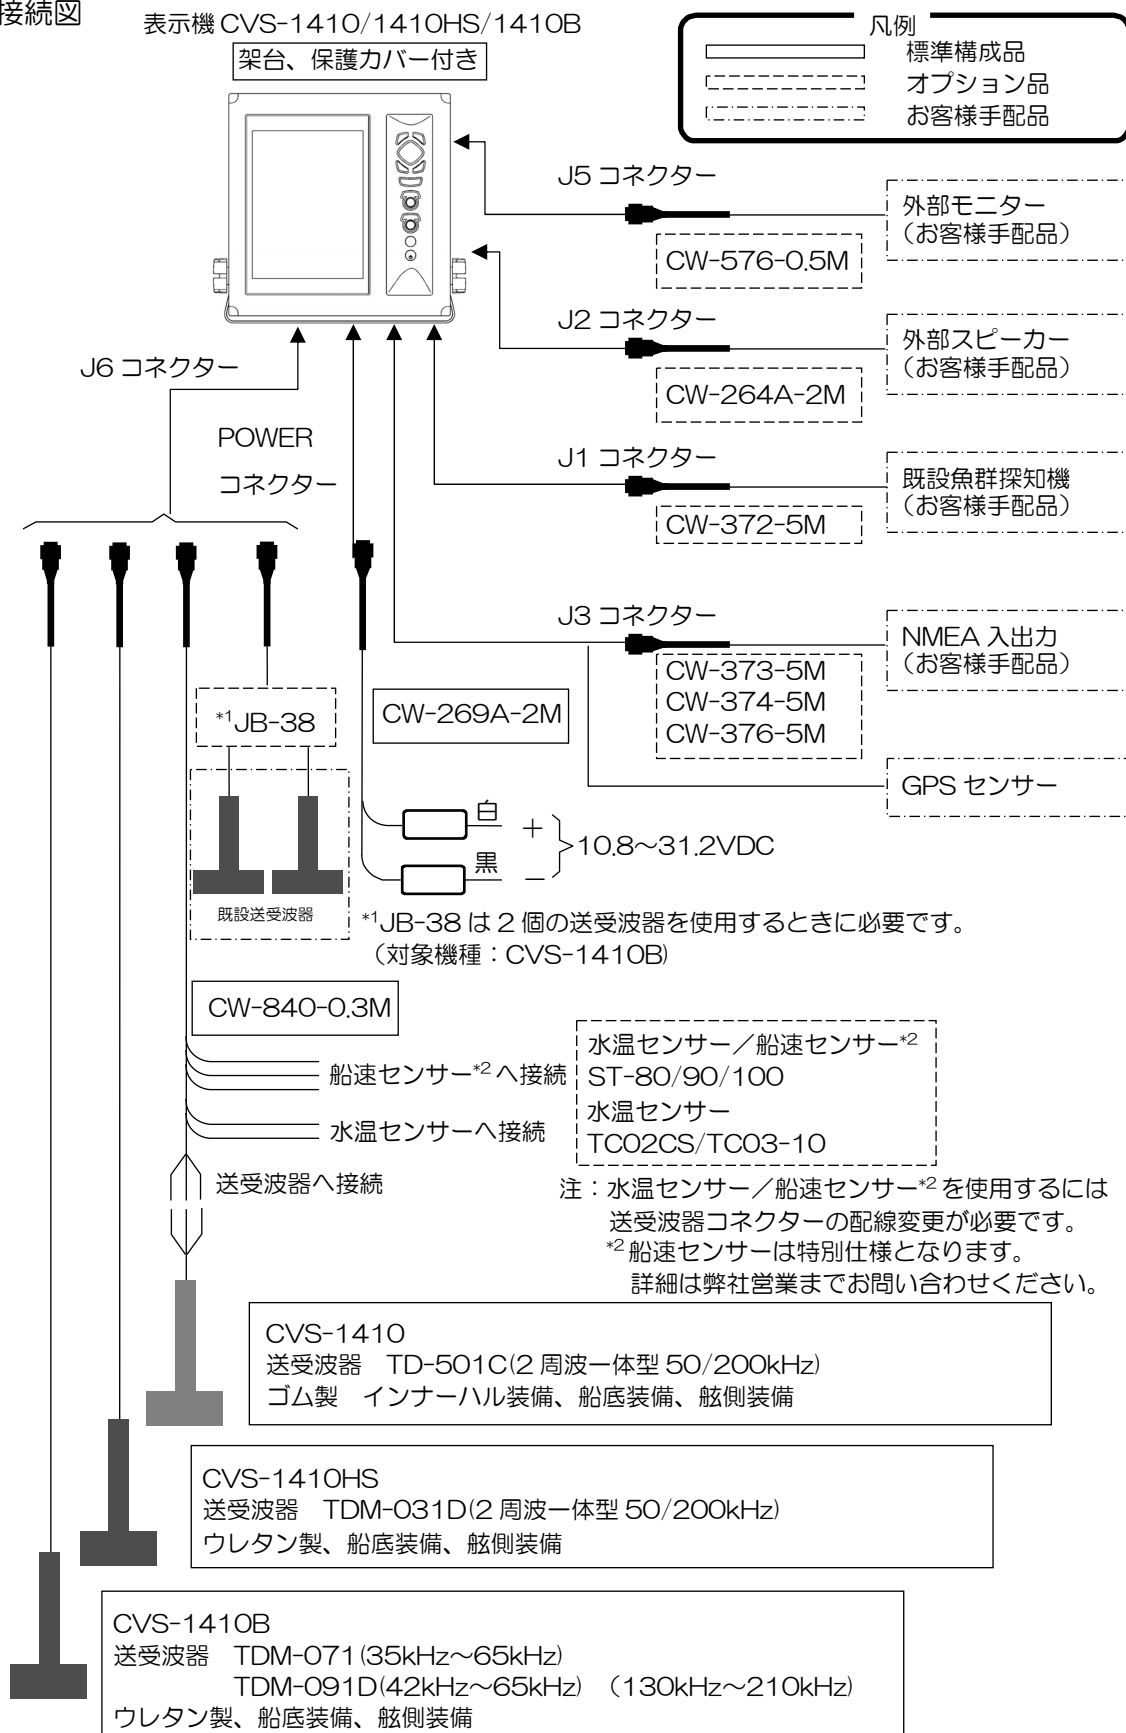 接続図
表示機 CVS-1410/1410HS/1410B
架台、保護カバー付き
凡例
標準構成品
オプション品
お客様手配品
J5 コネクター
外部モニター
（お客様手配品）
CW-576-0.5M
J2 コネクター
外部スピーカー
（お客様手配品）
CW-264A-2M
J6 コネクター
POWER
コネクター
J1 コネクター
既設魚群探知機
（お客様手配品）
CW-372-5M
J3 コネクター
NMEA 入出力
（お客様手配品）
CW-373-5M
CW-374-5M
CW-376-5M
GPS センサー
*1JB-38
CW-269A-2M
白 ＋
黒 －
10.8～31.2VDC
既設送受波器
*1JB-38 は 2 個の送受波器を使用するときに必要です。
（対象機種：CVS-1410B)
CW-840-0.3M
船速センサー*2 へ接続
水温センサーへ接続
送受波器へ接続
水温センサー／船速センサー*2
ST-80/90/100
水温センサー
TC02CS/TC03-10
注：水温センサー／船速センサー*2 を使用するには
送受波器コネクターの配線変更が必要です。
*2 船速センサーは特別仕様となります。
詳細は弊社営業までお問い合わせください。
CVS-1410
送受波器　TD-501C(2 周波一体型 50/200kHz)
ゴム製　インナーハル装備、船底装備、舷側装備
CVS-1410HS
送受波器　TDM-031D(2 周波一体型 50/200kHz)
ウレタン製、船底装備、舷側装備
CVS-1410B
送受波器　TDM-071(35kHz～65kHz)
TDM-091D(42kHz～65kHz)　（130kHz～210kHz)
ウレタン製、船底装備、舷側装備